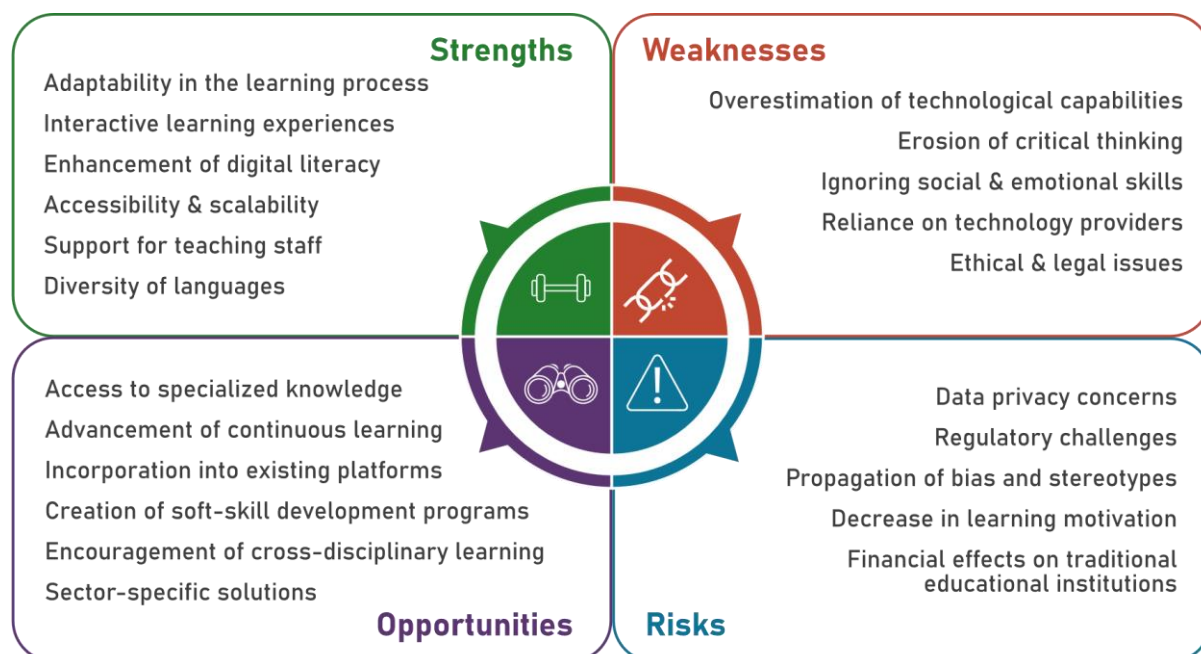 Strengths
Adaptability in the learning process
Interactive learning experiences
Enhancement of digital literacy
Accessibility & scalability
Support for teaching staff
Diversity of languages
Weaknesses
Overestimation of technological capabilities
Erosion of critical thinking
Ignoring social & emotional skills
Reliance on technology providers
Ethical & legal issues
Access to specialized knowledge
Advancement of continuous learning
Incorporation into existing platforms
Creation of soft-skill development programs
Encouragement of cross-disciplinary learning
Sector-specific solutions
Opportunities
Data privacy concerns
Regulatory challenges
Propagation of bias and stereotypes
Decrease in learning motivation
Financial effects on traditional
educational institutions
Risks